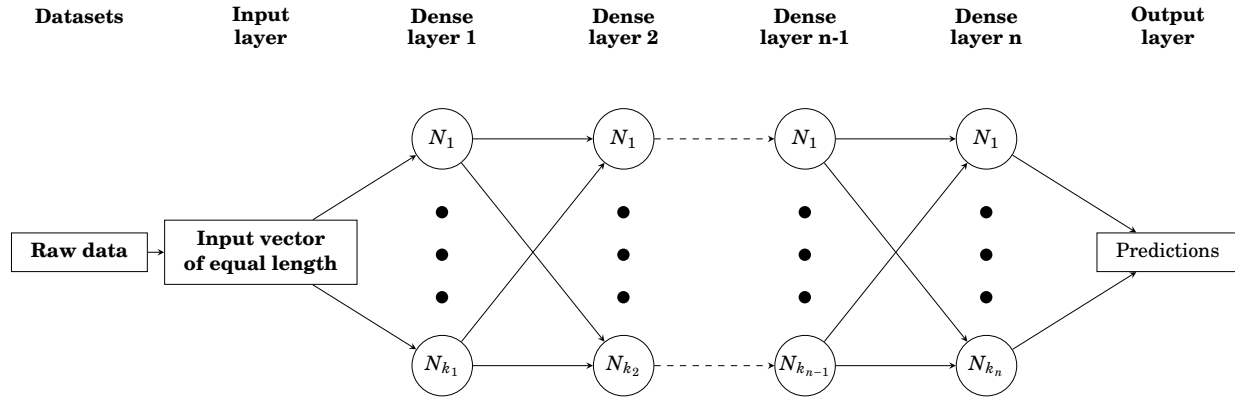 Datasets
Input
layer
Dense
layer 1
Dense
layer 2
Dense
layer n-1
Dense
layer n
Output
layer
N₁
N₁
N₁
N₁
Raw data
Input vector
of equal length
Predictions
Nₖ₁
Nₖ₂
Nₖₙ₋₁
Nₖₙ